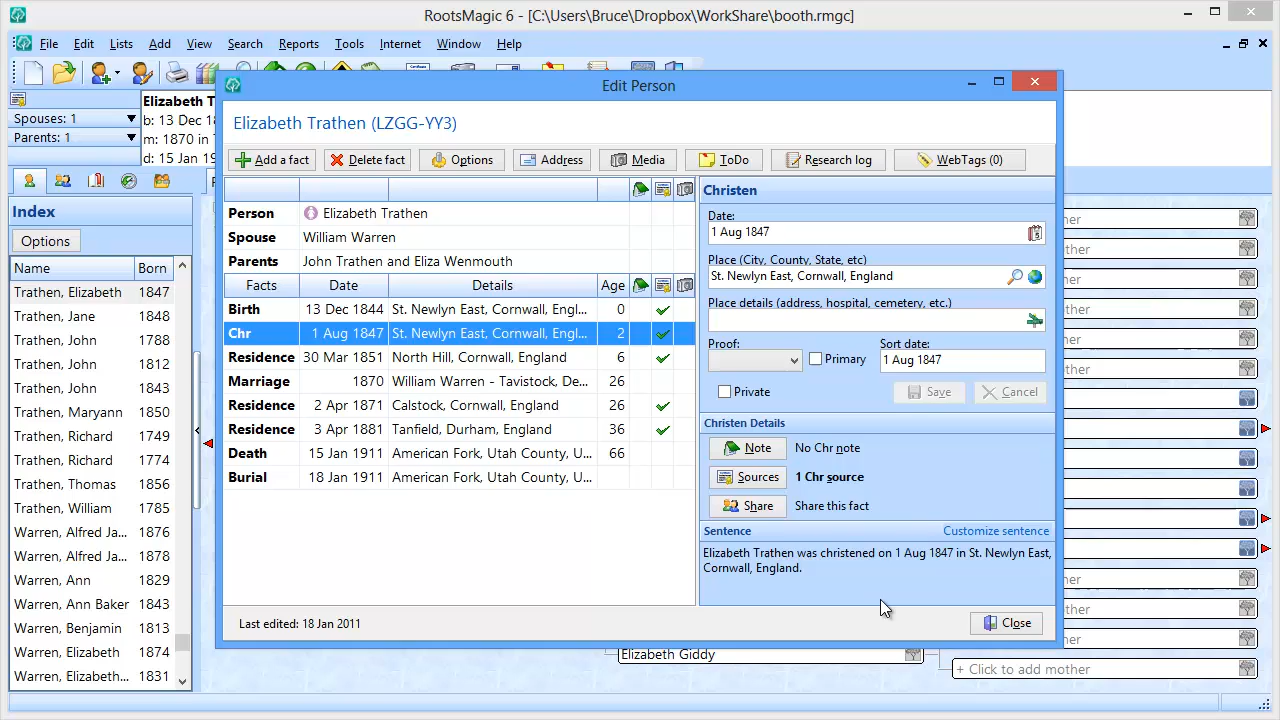 RootsMagic 6 - [C:\Users\Bruce\Dropbox\WorkShare\booth.rmgc]
File Edit Lists Add View Search Reports Tools Internet Window Help
Spouses: 1
Parents: 1
Elizabeth T
b: 13 Dec 18
m: 1870 in T
d: 15 Jan 19
Index
Options
Name Born
Trathen, Elizabeth 1847
Trathen, Jane 1848
Trathen, John 1788
Trathen, John 1812
Trathen, John 1843
Trathen, Maryann 1850
Trathen, Richard 1749
Trathen, Richard 1774
Trathen, Thomas 1856
Trathen, William 1785
Warren, Alfred Ja... 1876
Warren, Alfred Ja... 1878
Warren, Ann 1829
Warren, Ann Baker 1843
Warren, Benjamin 1813
Warren, Elizabeth 1874
Warren, Elizabeth... 1831
Edit Person
Elizabeth Trathen (LZGG-YY3)
Add a fact Delete fact Options Address Media ToDo Research log WebTags (0)
Person Elizabeth Trathen
Spouse William Warren
Parents John Trathen and Eliza Wenmouth
Facts Date Details Age
Birth 13 Dec 1844 St. Newlyn East, Cornwall, Engl... 0
Chr 1 Aug 1847 St. Newlyn East, Cornwall, Engl... 2
Residence 30 Mar 1851 North Hill, Cornwall, England 6
Marriage 1870 William Warren - Tavistock, De... 26
Residence 2 Apr 1871 Calstock, Cornwall, England 26
Residence 3 Apr 1881 Tanfield, Durham, England 36
Death 15 Jan 1911 American Fork, Utah County, U... 66
Burial 18 Jan 1911 American Fork, Utah County, U...
Last edited: 18 Jan 2011
Christen
Date:
1 Aug 1847
Place (City, County, State, etc)
St. Newlyn East, Cornwall, England
Place details (address, hospital, cemetery, etc.)
Proof: Primary Sort date:
1 Aug 1847
Private Save Cancel
Christen Details
Note No Chr note
Sources 1 Chr source
Share Share this fact
Sentence Customize sentence
Elizabeth Trathen was christened on 1 Aug 1847 in St. Newlyn East,
Cornwall, England.
Close
other
other
other
other
other
other
other
other
Elizabeth Giddy
+ Click to add mother